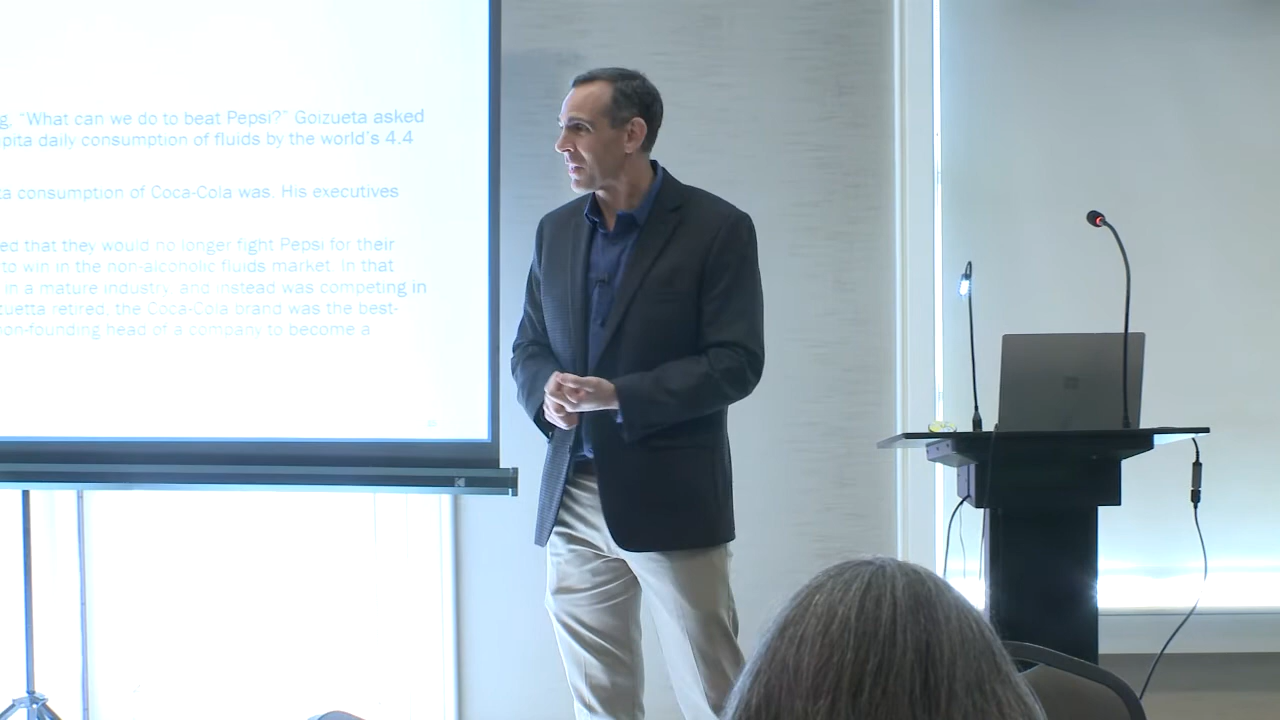 g, “What can we do to beat Pepsi?” Goizueta asked
pita daily consumption of fluids by the world’s 4.4
ta consumption of Coca-Cola was. His executives
ed that they would no longer fight Pepsi for their
to win in the non-alcoholic fluids market. In that
in a mature industry, and instead was competing in
zuetta retired, the Coca-Cola brand was the best-
on-founding head of a company to become a